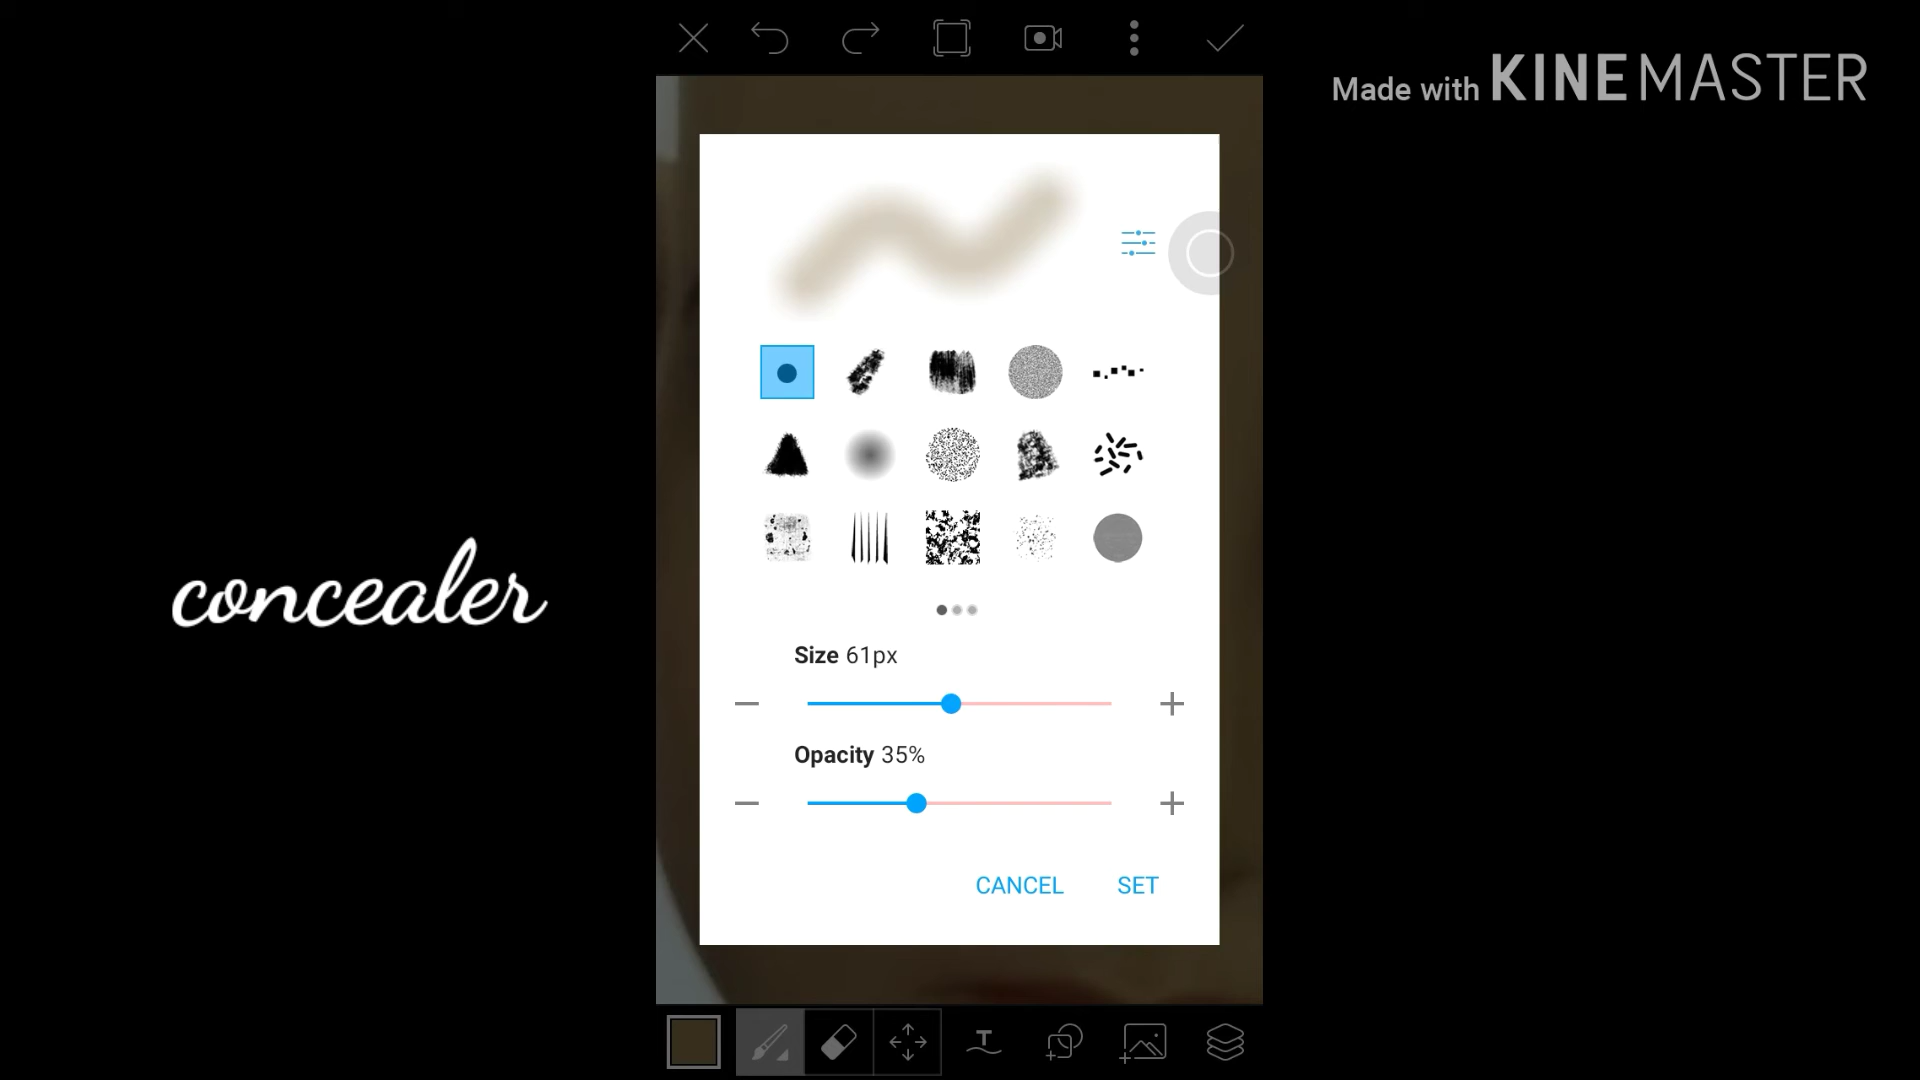 Made with KINEMASTER
concealer
Size 61px
Opacity 35%
CANCEL SET
T